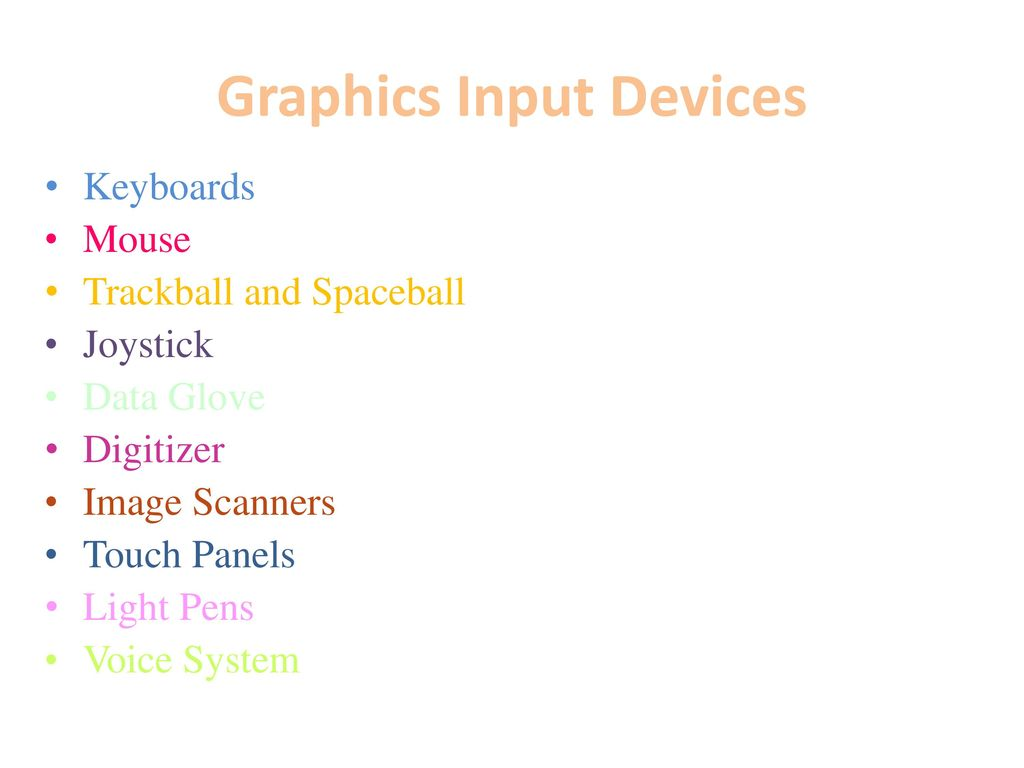 Graphics Input Devices
• Keyboards
• Mouse
• Trackball and Spaceball
• Joystick
• Data Glove
• Digitizer
• Image Scanners
• Touch Panels
• Light Pens
• Voice System